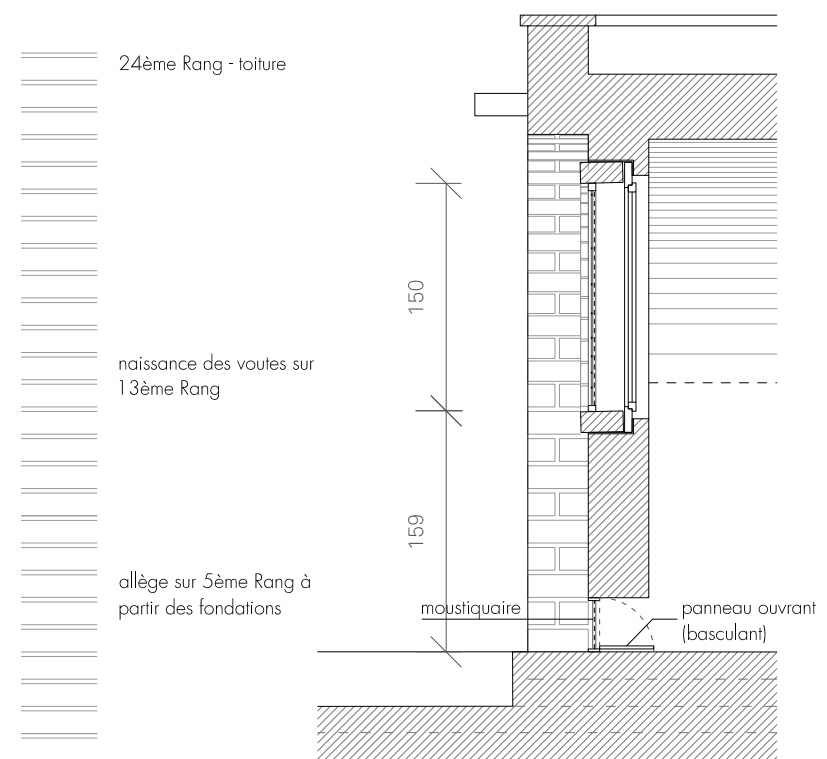 24ème Rang - toiture
150
naissance des voutes sur
13ème Rang
159
allège sur 5ème Rang à
partir des fondations
moustiquaire
panneau ouvrant
(basculant)